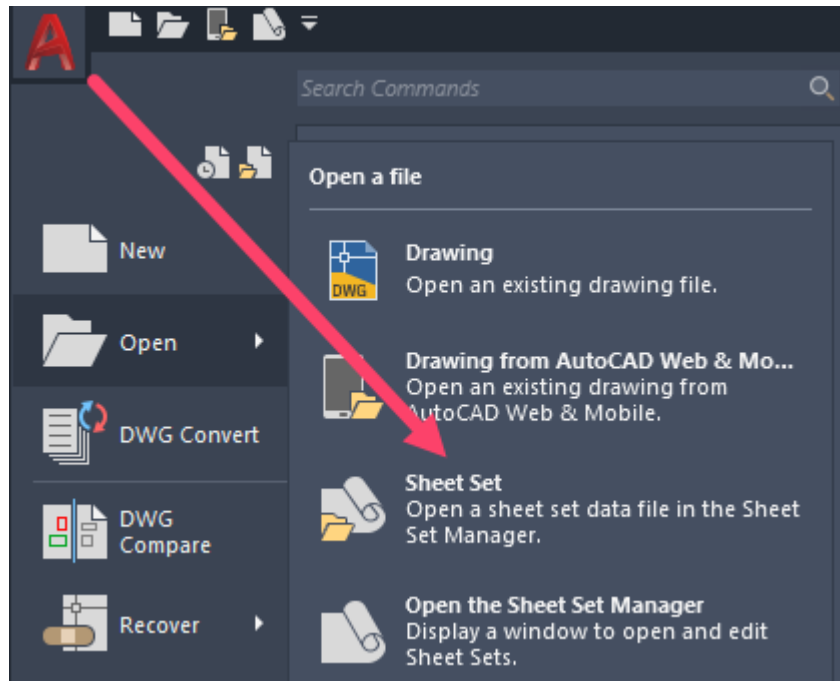 Search Commands
Open a file
New
Open
DWG Convert
DWG
Compare
Recover
DWG
Drawing
Open an existing drawing file.
Drawing from AutoCAD Web & Mo...
Open an existing drawing from
AutoCAD Web & Mobile.
Sheet Set
Open a sheet set data file in the Sheet
Set Manager.
Open the Sheet Set Manager
Display a window to open and edit
Sheet Sets.